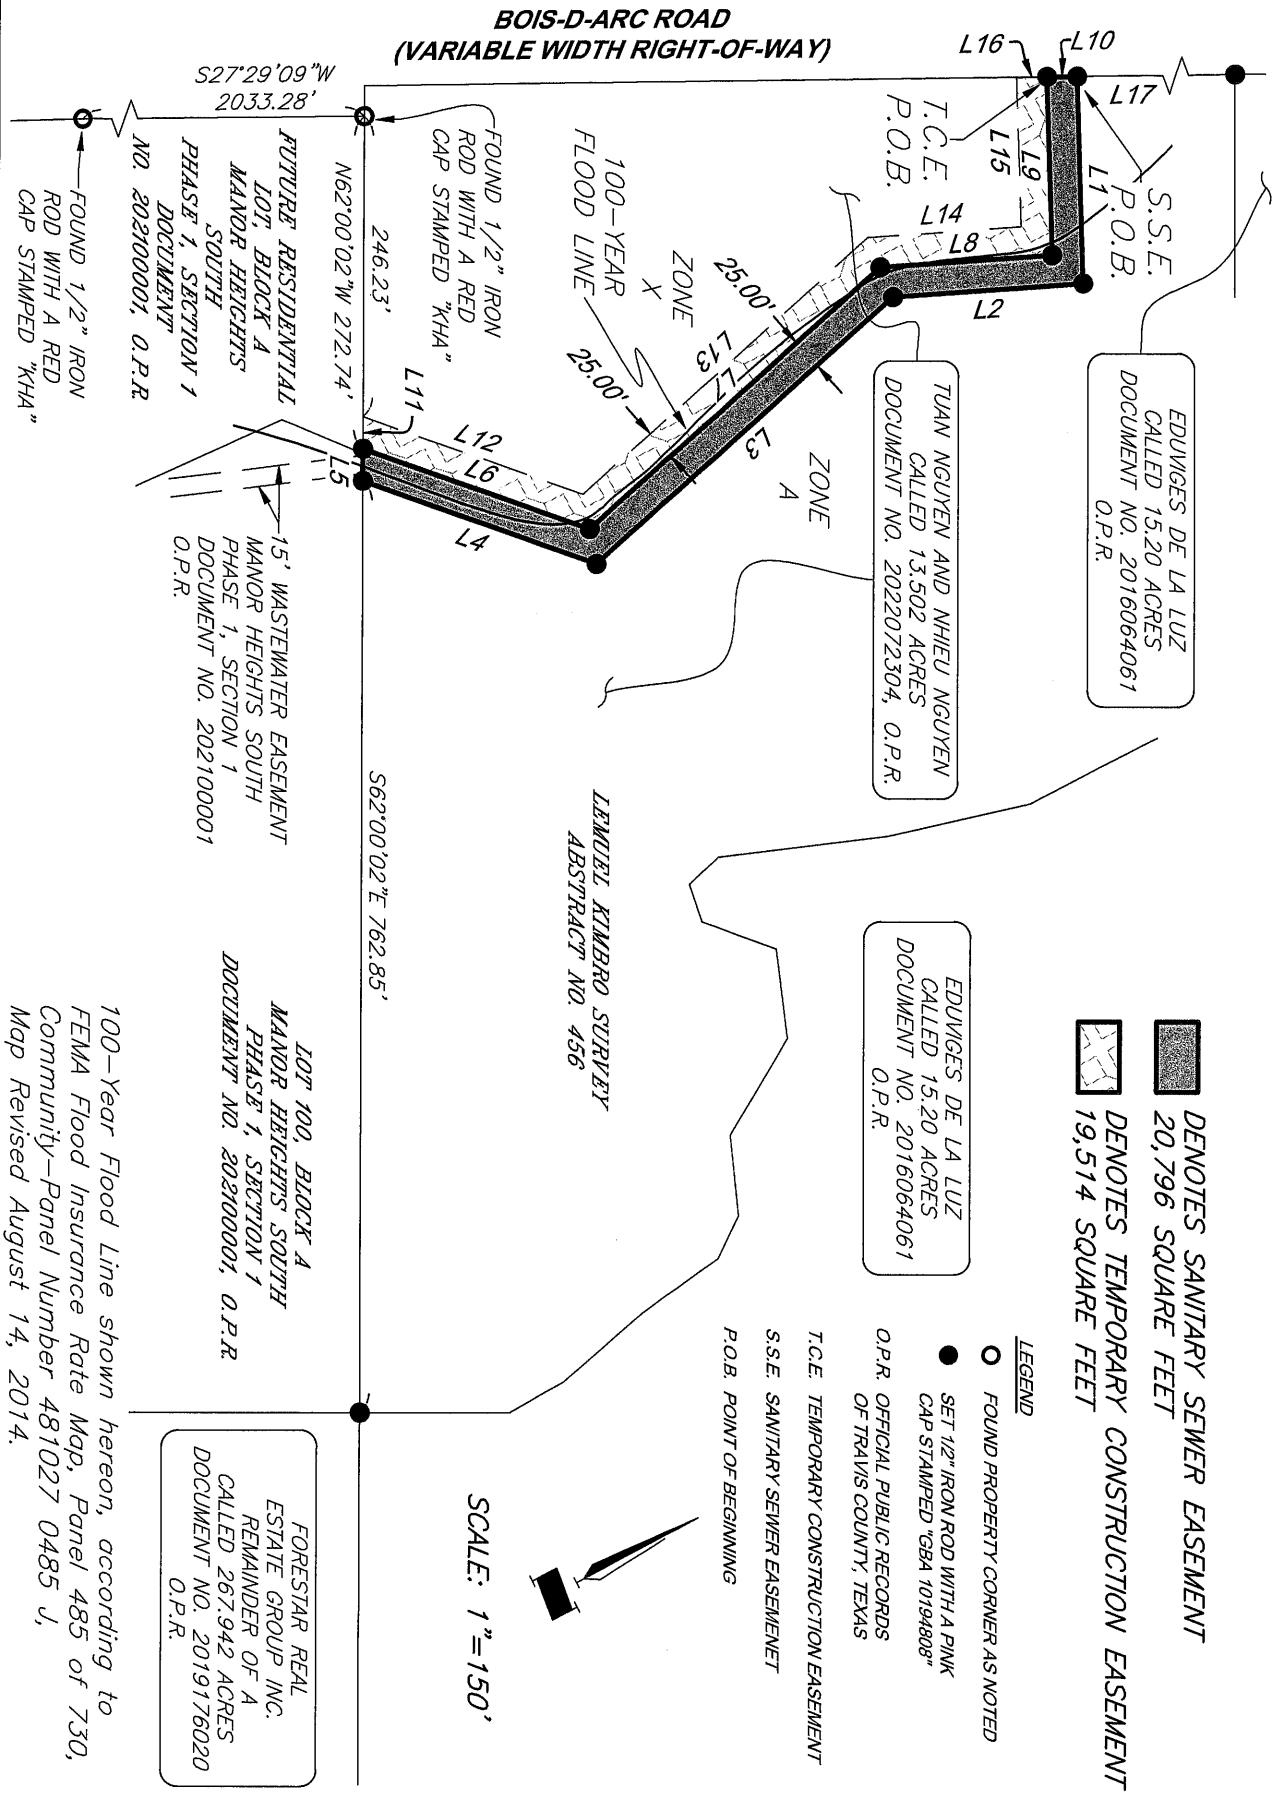 BOIS-D-ARC ROAD
(VARIABLE WIDTH RIGHT-OF-WAY)
L16
L10
L17
S27°29'09"W
2033.28'
T.C.E.
P.O.B.
S.S.E.
P.O.B.
L15
L9
L1
L14
L8
L2
FOUND 1/2" IRON
ROD WITH A RED
CAP STAMPED "KHA"
100-YEAR
FLOOD LINE
ZONE
X
25.00'
25.00'
L13
L7
L3
ZONE
A
N62°00'02"W 272.74'
246.23'
L11
L12
L6
L5
L4
FUTURE RESIDENTIAL
LOT, BLOCK A
MANOR HEIGHTS
SOUTH
PHASE 1, SECTION 1
DOCUMENT
NO. 202100001, O.P.R
FOUND 1/2" IRON
ROD WITH A RED
CAP STAMPED "KHA"
EDUVIGES DE LA LUZ
CALLED 15.20 ACRES
DOCUMENT NO. 2016064061
O.P.R.
TUAN NGUYEN AND NHIEU NGUYEN
CALLED 13.502 ACRES
DOCUMENT NO. 2022072304, O.P.R.
15' WASTEWATER EASEMENT
MANOR HEIGHTS SOUTH
PHASE 1, SECTION 1
DOCUMENT NO. 202100001
O.P.R.
S62°00'02"E 762.85'
LEMUEL KIMBRO SURVEY
ABSTRACT NO. 456
EDUVIGES DE LA LUZ
CALLED 15.20 ACRES
DOCUMENT NO. 2016064061
O.P.R.
LOT 100, BLOCK A
MANOR HEIGHTS SOUTH
PHASE 1, SECTION 1
DOCUMENT NO. 202100001, O.P.R
DENOTES SANITARY SEWER EASEMENT
20,796 SQUARE FEET
DENOTES TEMPORARY CONSTRUCTION EASEMENT
19,514 SQUARE FEET
LEGEND
FOUND PROPERTY CORNER AS NOTED
SET 1/2" IRON ROD WITH A PINK
CAP STAMPED "GBA 10194808"
O.P.R. OFFICIAL PUBLIC RECORDS
OF TRAVIS COUNTY, TEXAS
T.C.E. TEMPORARY CONSTRUCTION EASEMENT
S.S.E. SANITARY SEWER EASEMENET
P.O.B. POINT OF BEGINNING
SCALE: 1"=150'
FORESTAR REAL
ESTATE GROUP INC.
REMAINDER OF A
CALLED 267.942 ACRES
DOCUMENT NO. 2019176020
O.P.R.
100-Year Flood Line shown hereon, according to
FEMA Flood Insurance Rate Map, Panel 485 of 730,
Community-Panel Number 481027 0485 J,
Map Revised August 14, 2014.